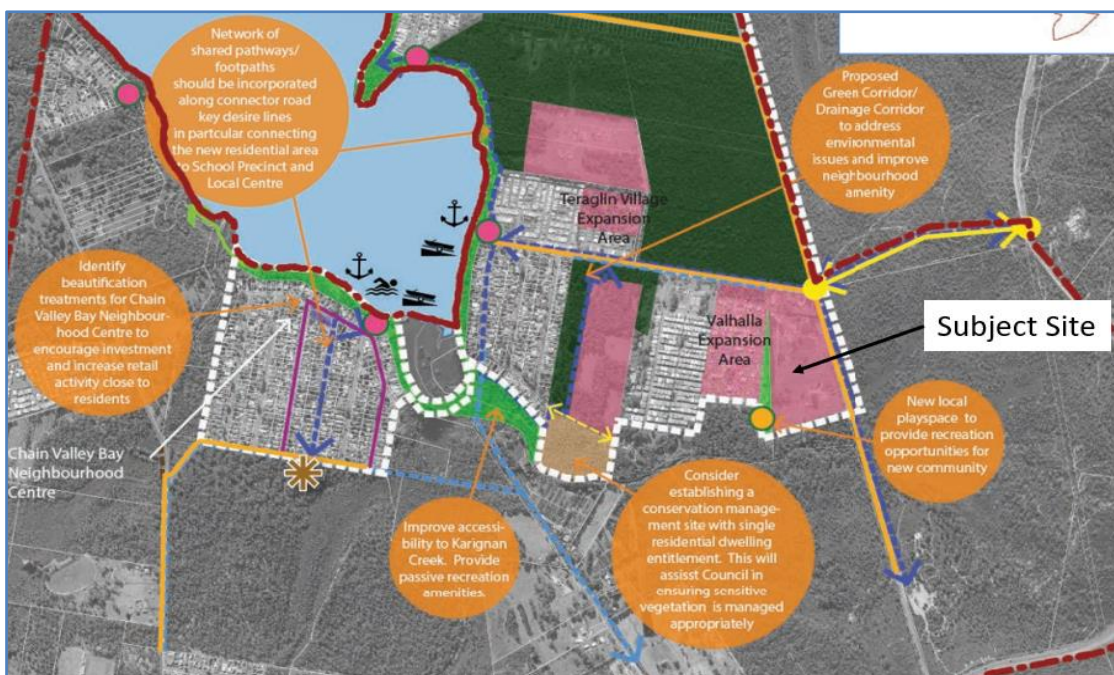 Network of
shared pathways/
footpaths
should be incorporated
along connector road
key desire lines
in partcular connecting
the new residential area
to School Precinct and
Local Centre
Proposed
Green Corridor/
Drainage Corridor
to address
environmental
issues and improve
neighbourhood
amenity
Teraglin Village
Expansion
Area
Identify
beautification
treatments for Chain
Valley Bay Neighbour-
hood Centre to
encourage investment
and increase retail
activity close to
residents
Valhalla
Expansion
Area
Subject Site
New local
playspace to
provide recreation
opportunities for
new community
Chain Valley Bay
Neighbourhood
Centre
Improve accessi-
bility to Karignan
Creek. Provide
passive recreation
amenities.
Consider
establishing a
conservation manage-
ment site with single
residential dwelling
entitlement. This will
assisst Council in
ensuring sensitive
vegetation is managed
appropriately